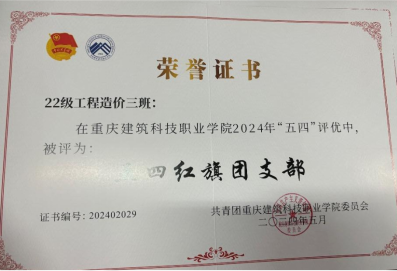 荣誉证书
22级工程造价三班：
在重庆建筑科技职业学院2024年“五四”评优中，
被评为：
四红旗团支部
共青团重庆建筑科技职业学院委员会
证书编号：202402029
二〇二四年五月